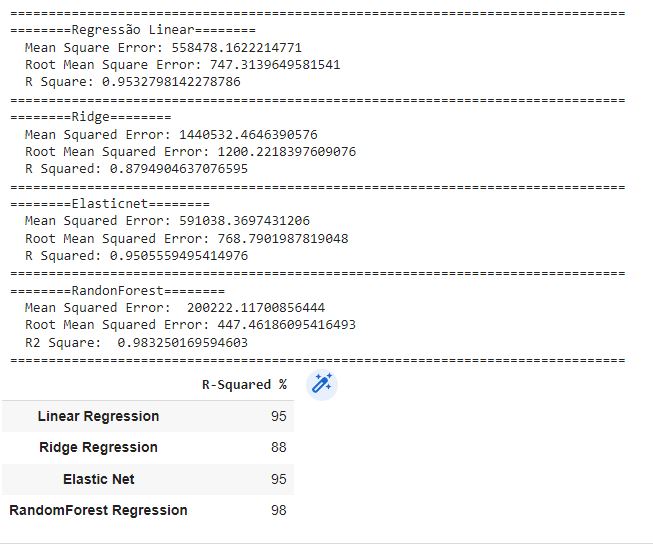 ================================================================================
========Regressão Linear========
Mean Square Error: 558478.1622214771
Root Mean Square Error: 747.3139649581541
R Square: 0.9532798142278786
================================================================================
========Ridge========
Mean Squared Error: 1440532.4646390576
Root Mean Squared Error: 1200.2218397609076
R Squared: 0.8794904637076595
================================================================================
========Elasticnet========
Mean Squared Error: 591038.3697431206
Root Mean Squared Error: 768.7901987819048
R Squared: 0.9505559495414976
================================================================================
========RandonForest========
Mean Squared Error:  200222.11700856444
Root Mean Squared Error: 447.46186095416493
R2 Square:  0.983250169594603
================================================================================
R-Squared %
Linear Regression 95
Ridge Regression 88
Elastic Net 95
RandomForest Regression 98